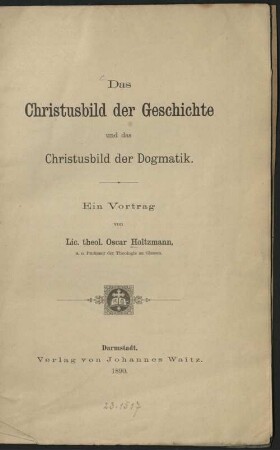 Das
Christusbild der Geschichte
und das
Christusbild der Dogmatik.
Ein Vortrag
von
Lic. theol. Oscar Holtzmann,
a. o. Professor der Theologie zu Giessen.
Darmstadt,
Verlag von Johannes Waitz.
1890.